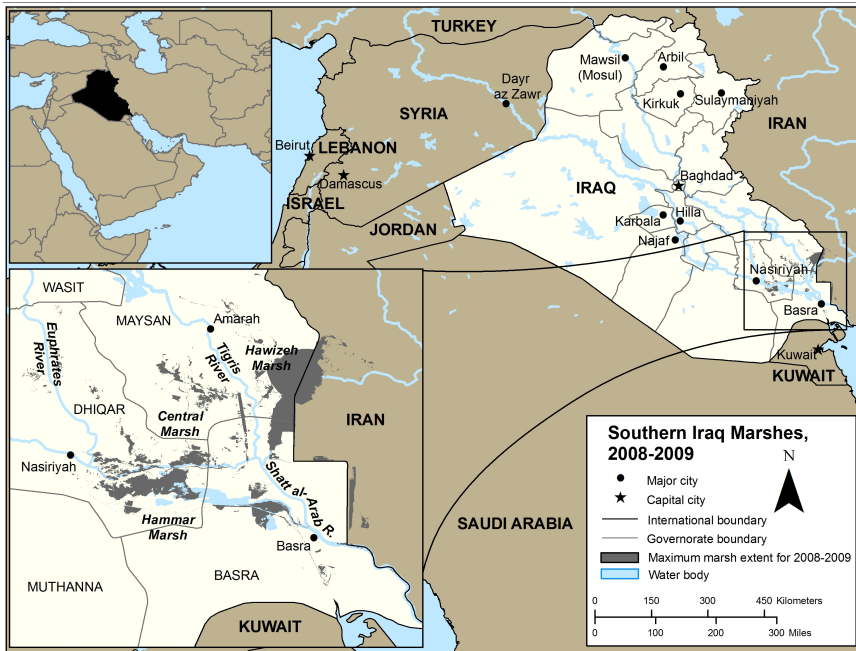 TURKEY
Mawsil
(Mosul)
Arbil
Dayr
az Zawr
Kirkuk
Sulaymaniyah
SYRIA
IRAN
Beirut
LEBANON
Damascus
Baghdad
IRAQ
ISRAEL
Karbala
Hilla
JORDAN
Najaf
Nasiriyah
Basra
Kuwait
KUWAIT
SAUDI ARABIA
WASIT
MAYSAN
Amarah
Euphrates
River
Tigris
River
Hawizeh
Marsh
DHIQAR
Central
Marsh
IRAN
Nasiriyah
Shatt al-Arab R.
Hammar
Marsh
Basra
MUTHANNA
BASRA
KUWAIT
Southern Iraq Marshes,
2008-2009
N
Major city
Capital city
International boundary
Governorate boundary
Maximum marsh extent for 2008-2009
Water body
0 150 300 450 Kilometers
0 100 200 300 Miles